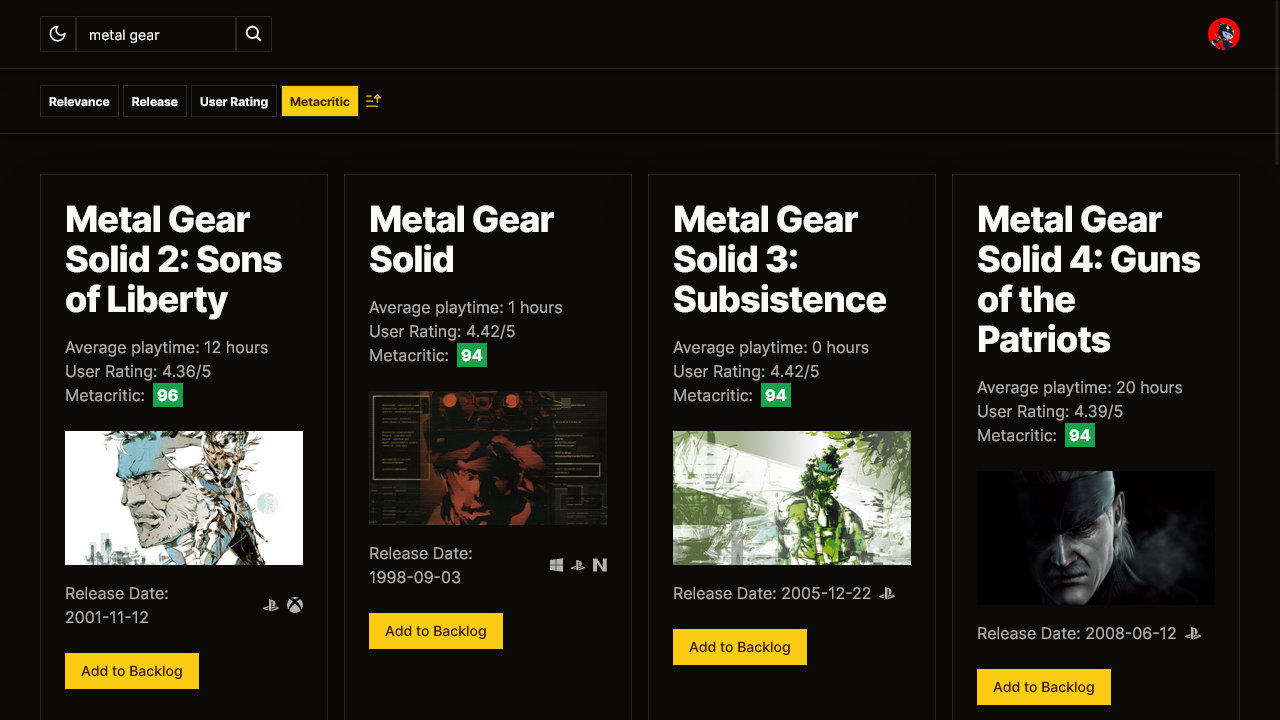 metal gear
Relevance
Release
User Rating
Metacritic
Metal Gear
Solid 2: Sons
of Liberty
Average playtime: 12 hours
User Rating: 4.36/5
Metacritic: 96
Release Date:
2001-11-12
Add to Backlog
Metal Gear
Solid
Average playtime: 1 hours
User Rating: 4.42/5
Metacritic: 94
Release Date:
1998-09-03
Add to Backlog
Metal Gear
Solid 3:
Subsistence
Average playtime: 0 hours
User Rating: 4.42/5
Metacritic: 94
Release Date: 2005-12-22
Add to Backlog
Metal Gear
Solid 4: Guns
of the
Patriots
Average playtime: 20 hours
User Rating: 4.39/5
Metacritic: 94
Release Date: 2008-06-12
Add to Backlog